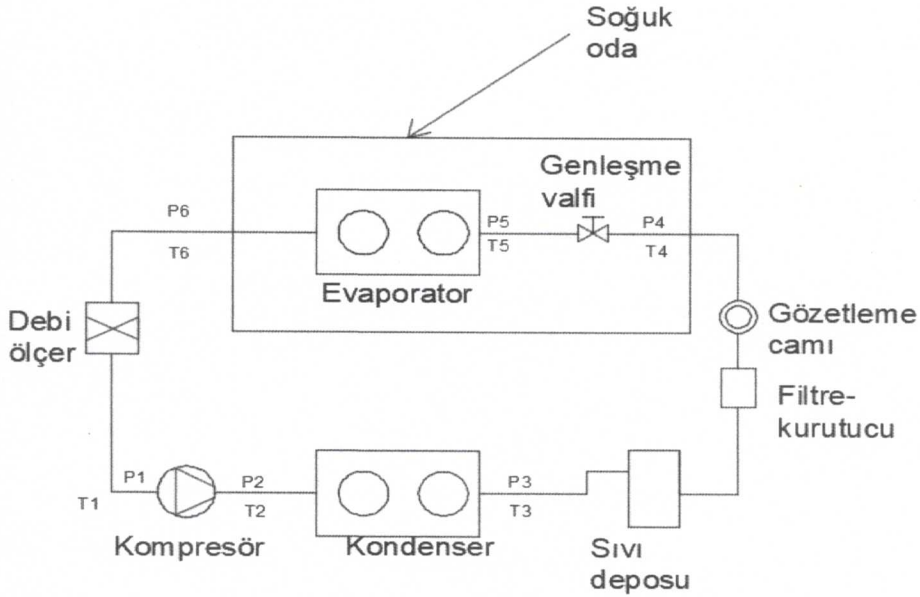 Soğuk
oda
Genleşme
valfi
P6
T6
P5
T5
P4
T4
Evaporator
Debi
ölçer
Gözetleme
camı
Filtre-
kurutucu
P1
T1
P2
T2
P3
T3
Kompresör
Kondenser
Sıvı
deposu